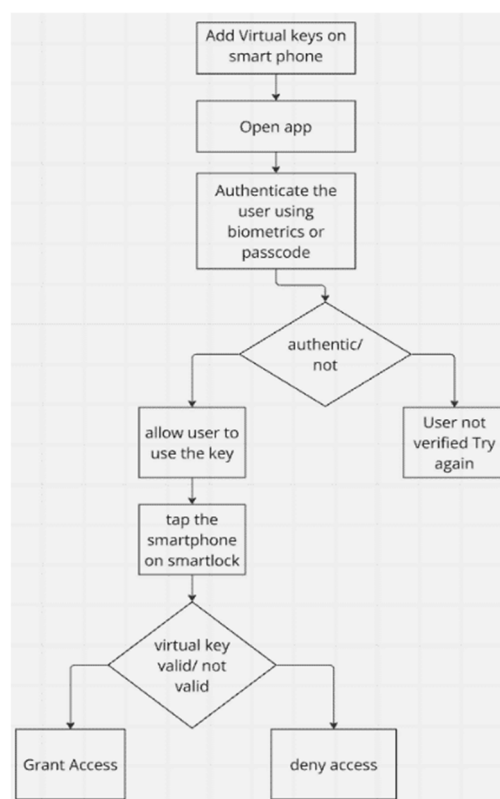 Add Virtual keys on
smart phone
Open app
Authenticate the
user using
biometrics or
passcode
authentic/
not
allow user to
use the key
User not
verified Try
again
tap the
smartphone
on smartlock
virtual key
valid/ not
valid
Grant Access
deny access